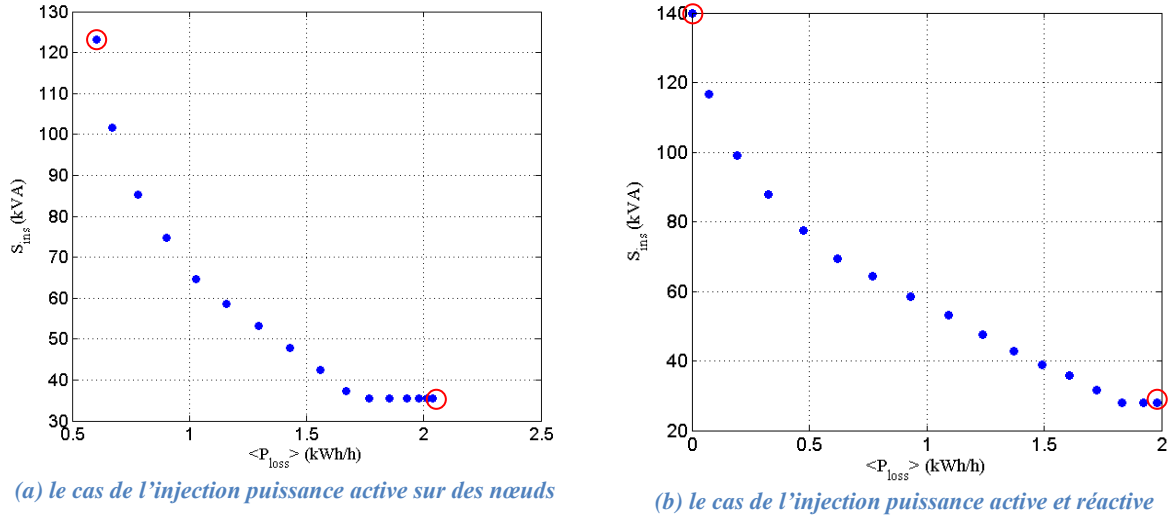 130
120
110
100
90
80
70
60
50
40
30
S_ins (kVA)
0.5 1 1.5 2 2.5
<P_loss> (kWh/h)
(a) le cas de l’injection puissance active sur des nœuds
140
120
100
80
60
40
20
S_ins (kVA)
0 0.5 1 1.5 2
<P_loss> (kWh/h)
(b) le cas de l’injection puissance active et réactive